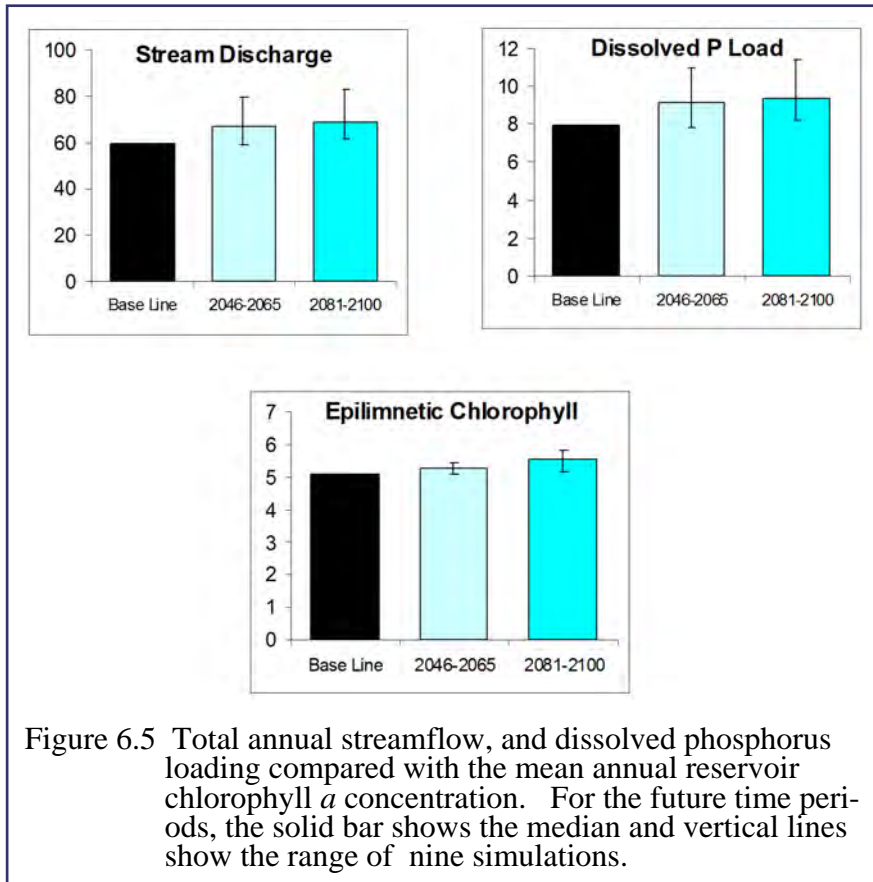 Stream Discharge
100
80
60
40
20
0
Base Line 2046-2065 2081-2100
Dissolved P Load
12
10
8
6
4
2
0
Base Line 2046-2065 2081-2100
Epilimnetic Chlorophyll
7
6
5
4
3
2
1
0
Base Line 2046-2065 2081-2100
Figure 6.5 Total annual streamflow, and dissolved phosphorus
loading compared with the mean annual reservoir
chlorophyll a concentration. For the future time peri-
ods, the solid bar shows the median and vertical lines
show the range of nine simulations.